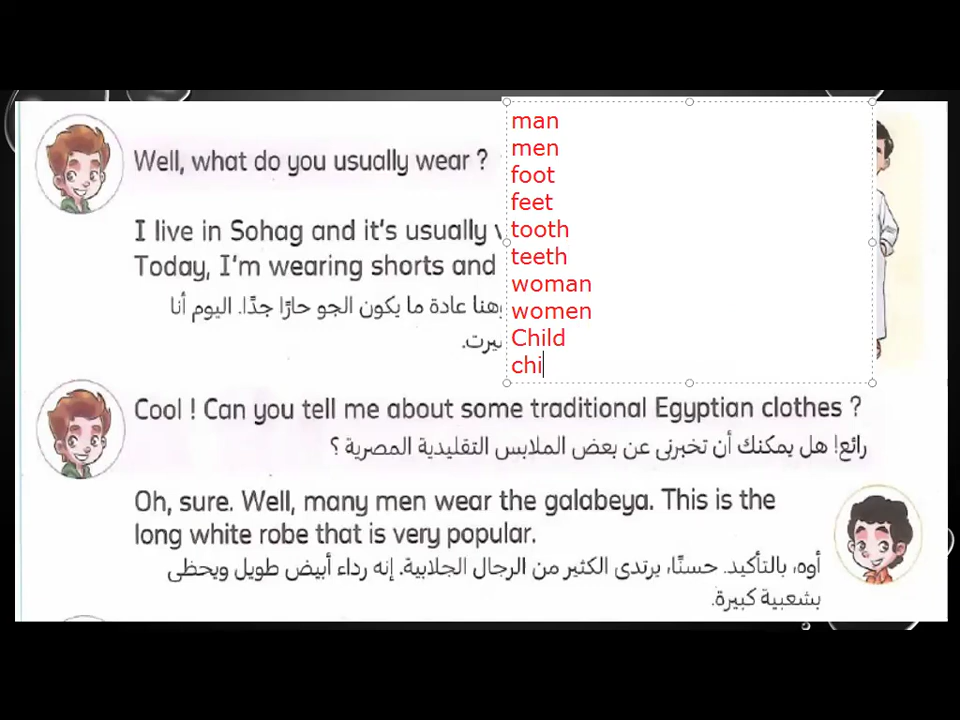 Well, what do you usually wear ?
man
men
foot
feet
tooth
teeth
woman
women
Child
chi
I live in Sohag and it's usually
Today, I'm wearing shorts and
وهنا عادة ما يكون الجو حارًا جدًا. اليوم أنا
Cool ! Can you tell me about some traditional Egyptian clothes ?
رائع! هل يمكنك أن تخبرنى عن بعض الملابس التقليدية المصرية ؟
Oh, sure. Well, many men wear the galabeya. This is the
long white robe that is very popular.
أوه، بالتأكيد. حسنًا، يرتدى الكثير من الرجال الجلابية. إنه رداء أبيض طويل ويحظى
بشعبية كبيرة.